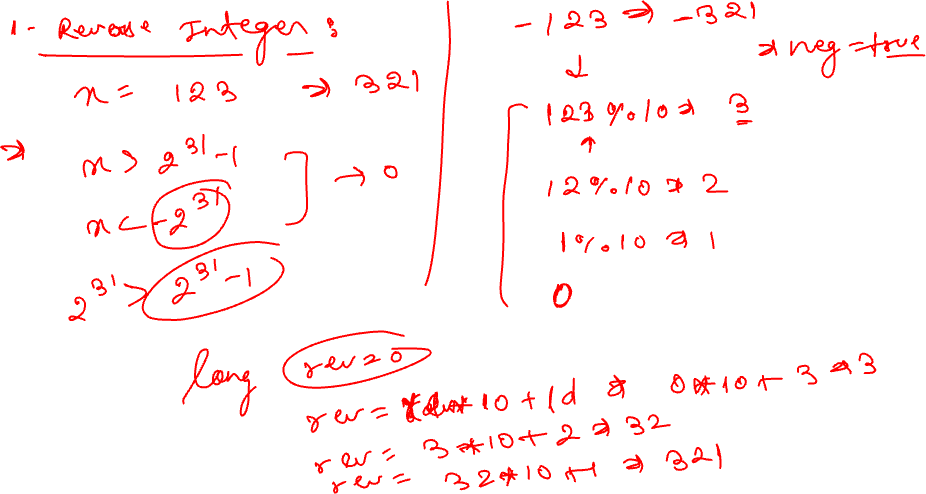 1- Reverse Integer :
x = 123 → 321
→ x > 2^31 -1
x < -2^31 ] → 0
2^31 > 2^31 -1
-123 → -321
→ neg = true
↓
123 % 10 → 3
↑
12 % 10 → 2
1 % 10 → 1
0
long rev = 0
rev = rev * 10 + ld → 0 * 10 + 3 → 3
rev = 3 * 10 + 2 → 32
rev = 32 * 10 + 1 → 321